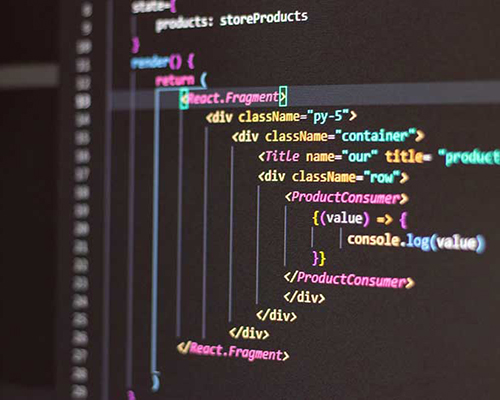 state={
products: storeProducts
}
render() {
return (
<React.Fragment>
<div className="py-5">
<div className="container">
<Title name="our" title= "product
<div className="row">
<ProductConsumer>
{(value) => {
console.log(value)
}}
</ProductConsumer>
</div>
</div>
</div>
</React.Fragment>
)
}